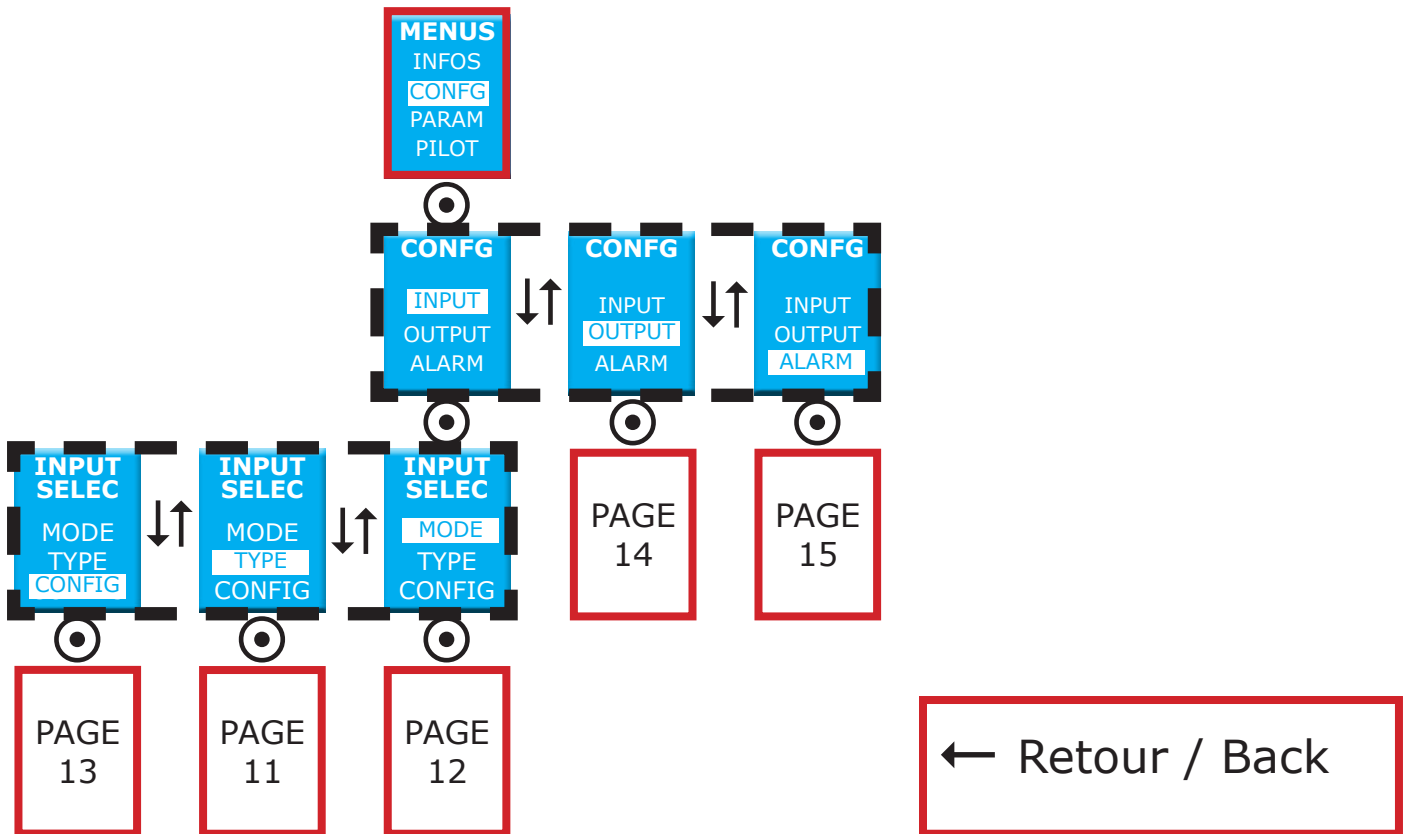 MENUS
INFOS
CONFG
PARAM
PILOT
CONFG
INPUT
OUTPUT
ALARM
CONFG
INPUT
OUTPUT
ALARM
CONFG
INPUT
OUTPUT
ALARM
INPUT
SELEC
MODE
TYPE
CONFIG
INPUT
SELEC
MODE
TYPE
CONFIG
INPUT
SELEC
MODE
TYPE
CONFIG
PAGE
14
PAGE
15
PAGE
13
PAGE
11
PAGE
12
← Retour / Back